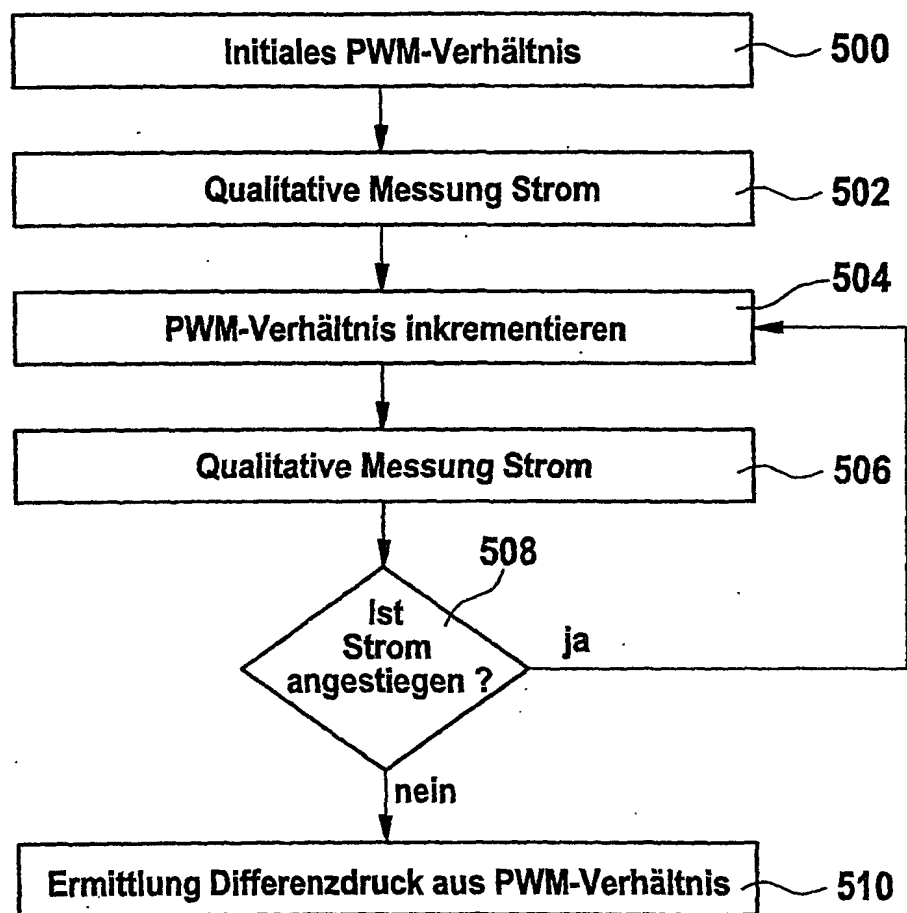 Initiales PWM-Verhältnis
500
Qualitative Messung Strom
502
504
PWM-Verhältnis inkrementieren
Qualitative Messung Strom
506
508
Ist
Strom
angestiegen ?
ja
nein
Ermittlung Differenzdruck aus PWM-Verhältnis
510